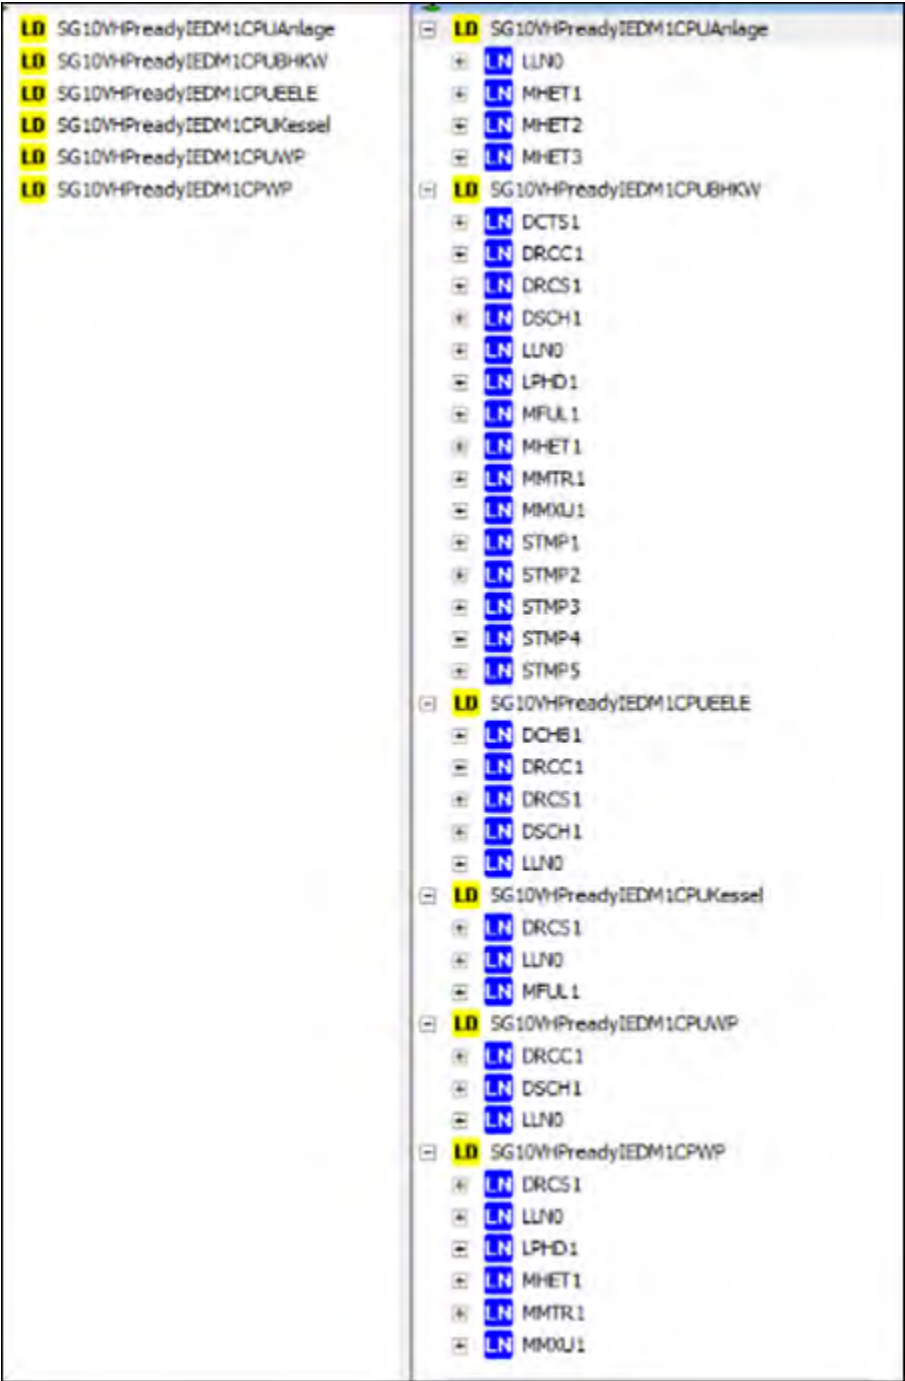 LD SG10VHPreadyIEDM1CPUAnlage
LD SG10VHPreadyIEDM1CPUBHKW
LD SG10VHPreadyIEDM1CPUEELE
LD SG10VHPreadyIEDM1CPUKessel
LD SG10VHPreadyIEDM1CPUWP
LD SG10VHPreadyIEDM1CPWP
LD SG10VHPreadyIEDM1CPUAnlage
LN LLN0
LN MHET1
LN MHET2
LN MHET3
LD SG10VHPreadyIEDM1CPUBHKW
LN DCTS1
LN DRCC1
LN DRCS1
LN DSCH1
LN LLN0
LN LPHD1
LN MFUL1
LN MHET1
LN MMTR1
LN MMXU1
LN STMP1
LN STMP2
LN STMP3
LN STMP4
LN STMP5
LD SG10VHPreadyIEDM1CPUEELE
LN DCHB1
LN DRCC1
LN DRCS1
LN DSCH1
LN LLN0
LD SG10VHPreadyIEDM1CPUKessel
LN DRCS1
LN LLN0
LN MFUL1
LD SG10VHPreadyIEDM1CPUWP
LN DRCC1
LN DSCH1
LN LLN0
LD SG10VHPreadyIEDM1CPWP
LN DRCS1
LN LLN0
LN LPHD1
LN MHET1
LN MMTR1
LN MMXU1